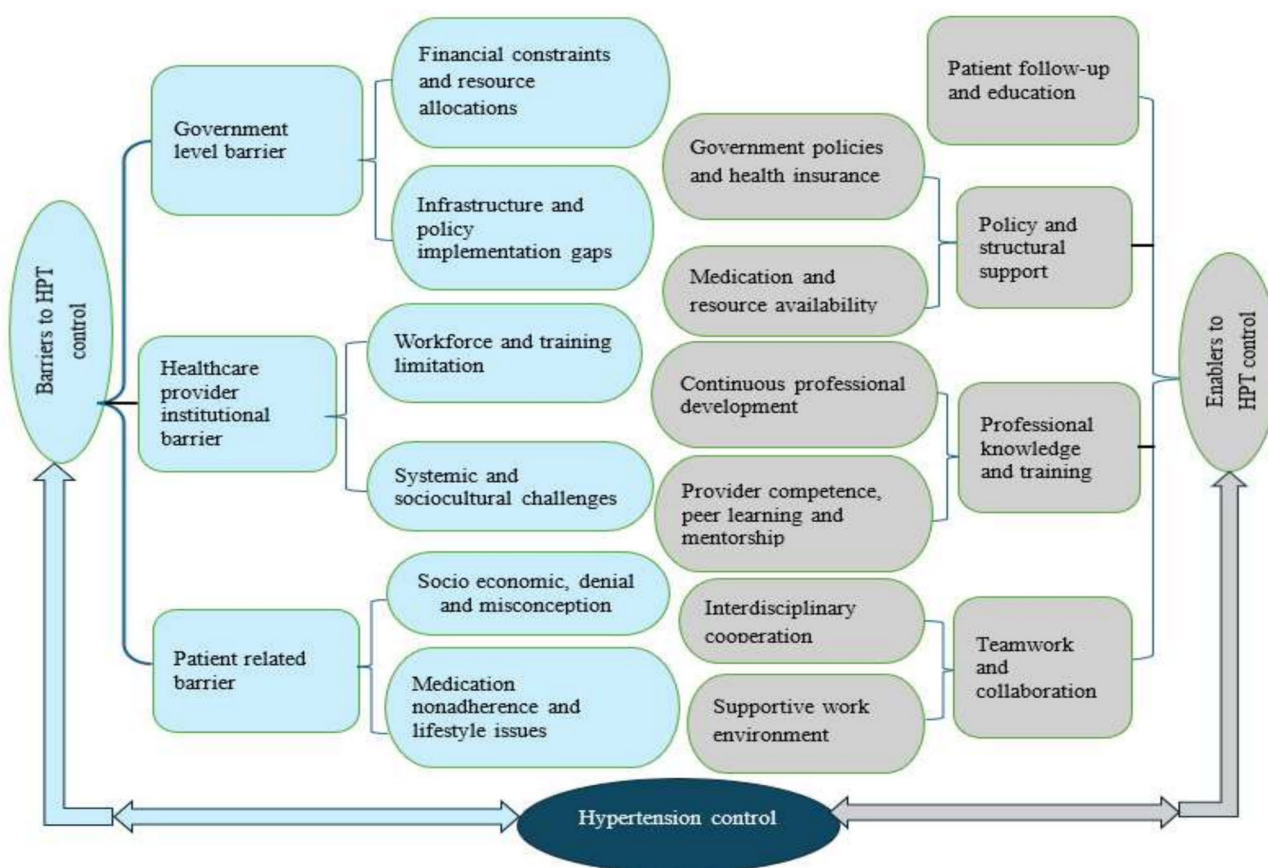 Barriers to HPT
control
Government
level barrier
Financial constraints
and resource
allocations
Infrastructure and
policy
implementation gaps
Healthcare
provider
institutional
barrier
Workforce and training
limitation
Systemic and
sociocultural challenges
Patient related
barrier
Socio economic, denial
and misconception
Medication
nonadherence and
lifestyle issues
Patient follow-up
and education
Government policies
and health insurance
Medication and
resource availability
Policy and
structural
support
Continuous professional
development
Provider competence,
peer learning and
mentorship
Professional
knowledge
and training
Interdisciplinary
cooperation
Supportive work
environment
Teamwork
and
collaboration
Enablers to
HPT control
Hypertension control